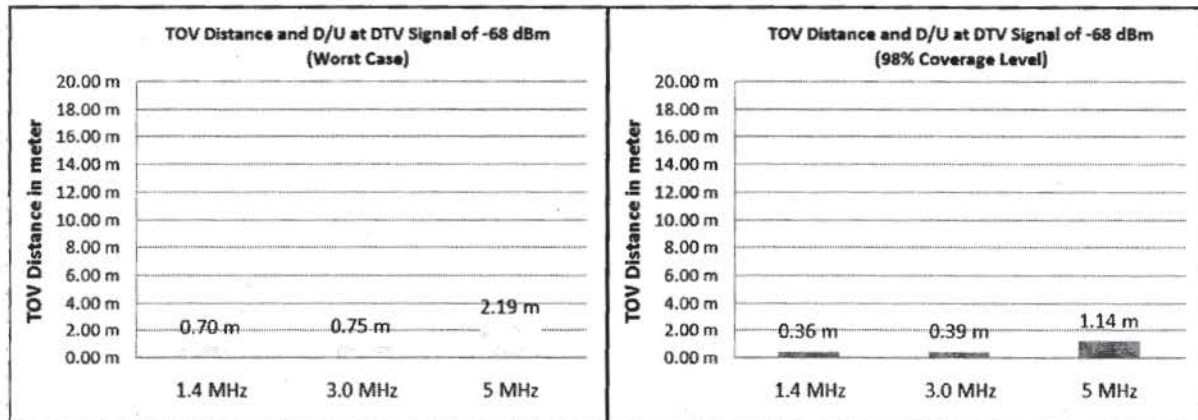 TOV Distance and D/U at DTV Signal of -68 dBm
(Worst Case)
TOV Distance in meter
20.00 m
18.00 m
16.00 m
14.00 m
12.00 m
10.00 m
8.00 m
6.00 m
4.00 m
2.00 m
0.00 m
0.70 m
0.75 m
2.19 m
1.4 MHz
3.0 MHz
5 MHz
TOV Distance and D/U at DTV Signal of -68 dBm
(98% Coverage Level)
TOV Distance in meter
20.00 m
18.00 m
16.00 m
14.00 m
12.00 m
10.00 m
8.00 m
6.00 m
4.00 m
2.00 m
0.00 m
0.36 m
0.39 m
1.14 m
1.4 MHz
3.0 MHz
5 MHz